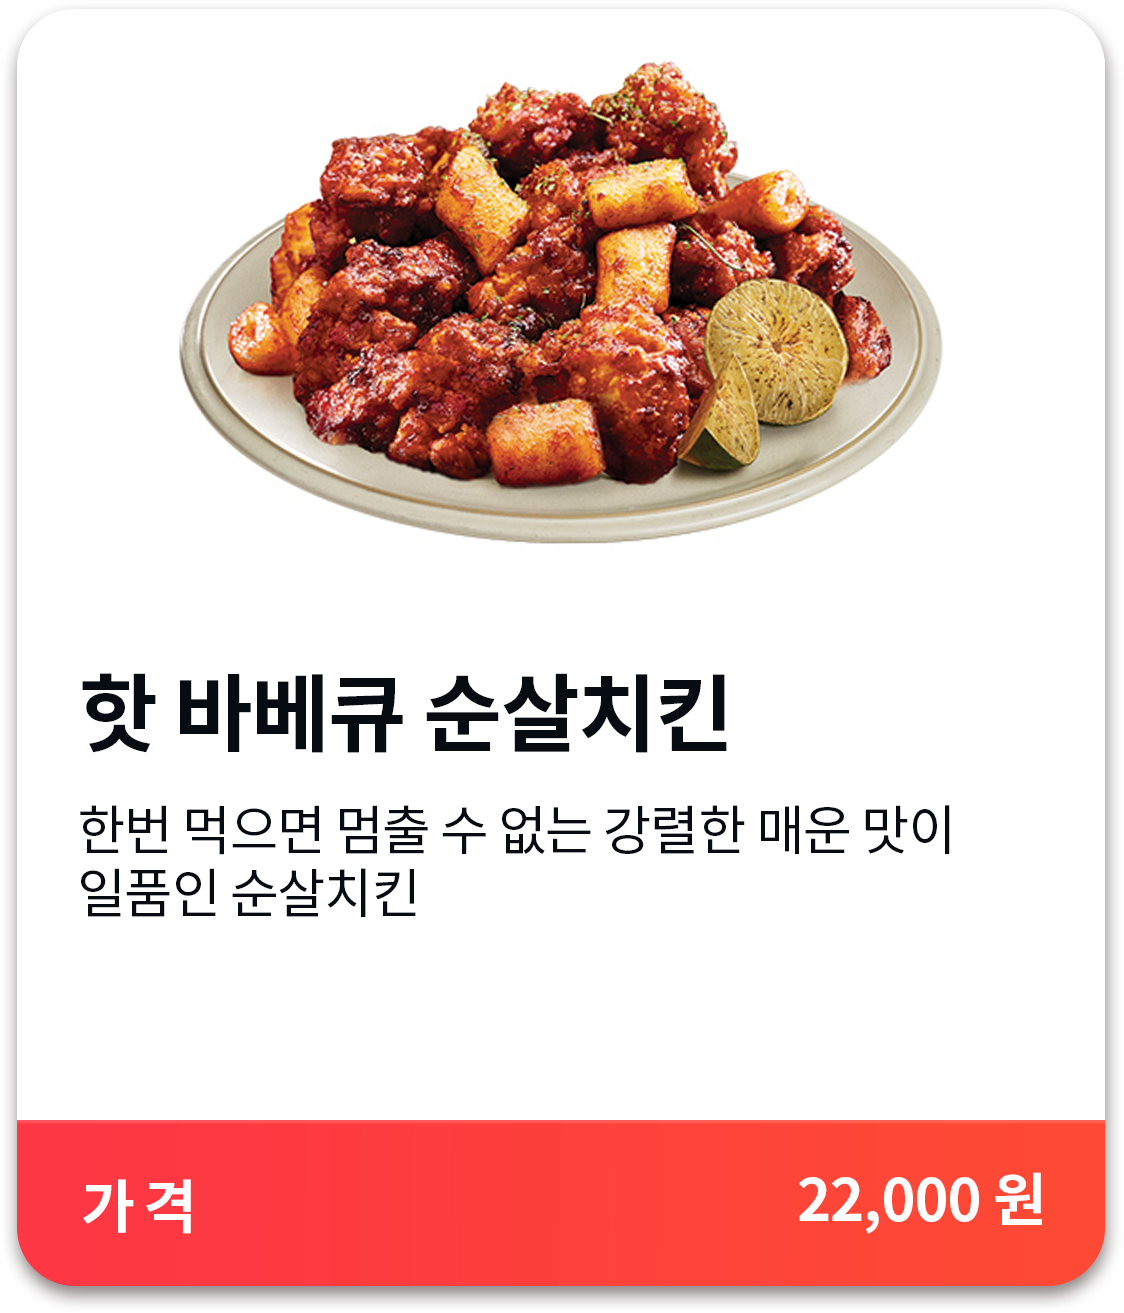 핫 바베큐 순살치킨
한번 먹으면 멈출 수 없는 강렬한 매운 맛이
일품인 순살치킨
가 격
22,000 원